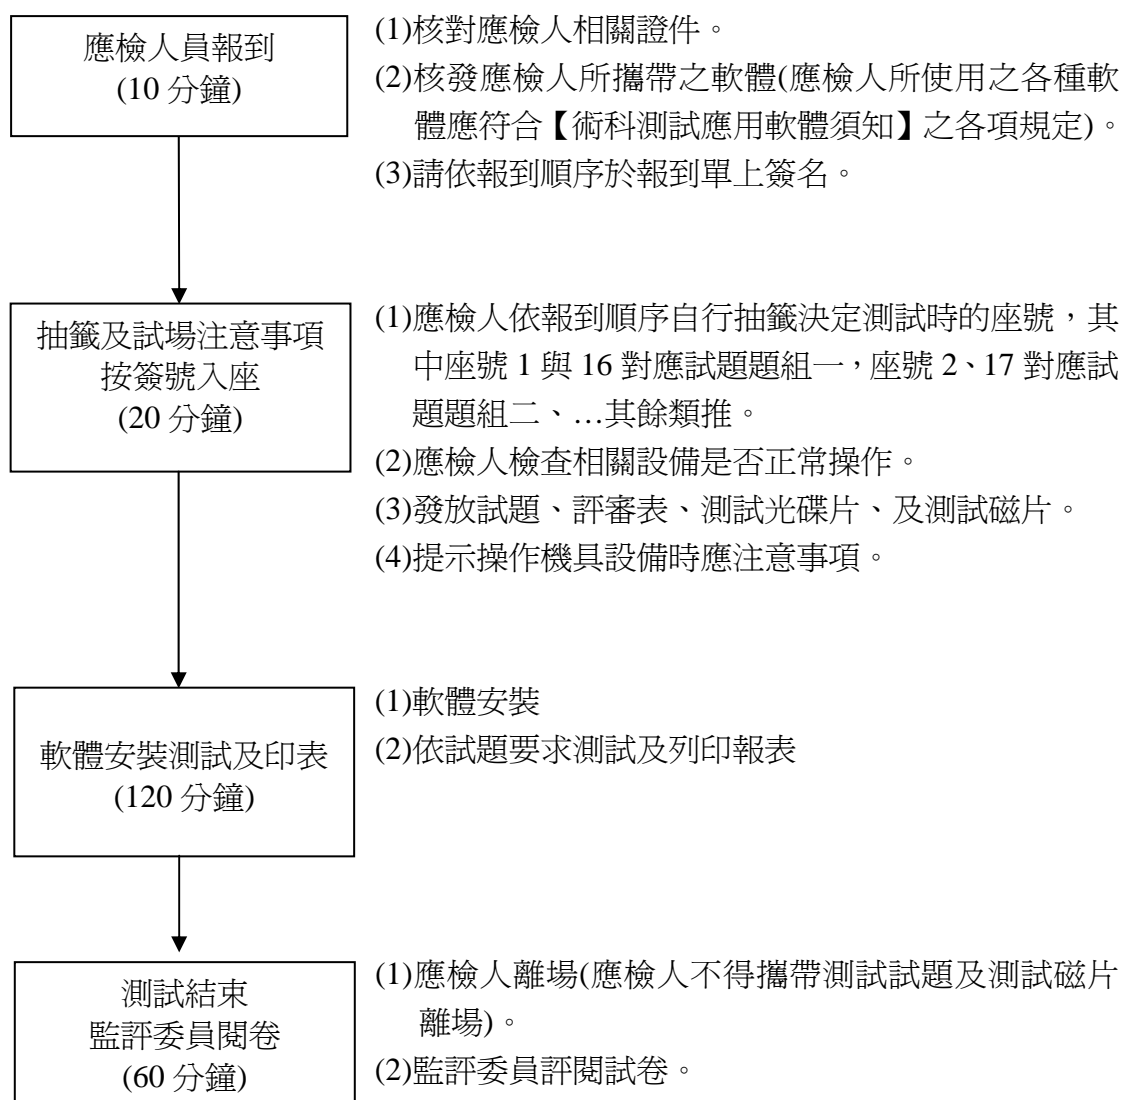 應檢人員報到
(10 分鐘)
(1)核對應檢人相關證件。
(2)核發應檢人所攜帶之軟體(應檢人所使用之各種軟
體應符合【術科測試應用軟體須知】之各項規定)。
(3)請依報到順序於報到單上簽名。
抽籤及試場注意事項
按簽號入座
(20 分鐘)
(1)應檢人依報到順序自行抽籤決定測試時的座號，其
中座號 1 與 16 對應試題題組一，座號 2、17 對應試
題題組二、…其餘類推。
(2)應檢人檢查相關設備是否正常操作。
(3)發放試題、評審表、測試光碟片、及測試磁片。
(4)提示操作機具設備時應注意事項。
軟體安裝測試及印表
(120 分鐘)
(1)軟體安裝
(2)依試題要求測試及列印報表
測試結束
監評委員閱卷
(60 分鐘)
(1)應檢人離場(應檢人不得攜帶測試試題及測試磁片
離場)。
(2)監評委員評閱試卷。